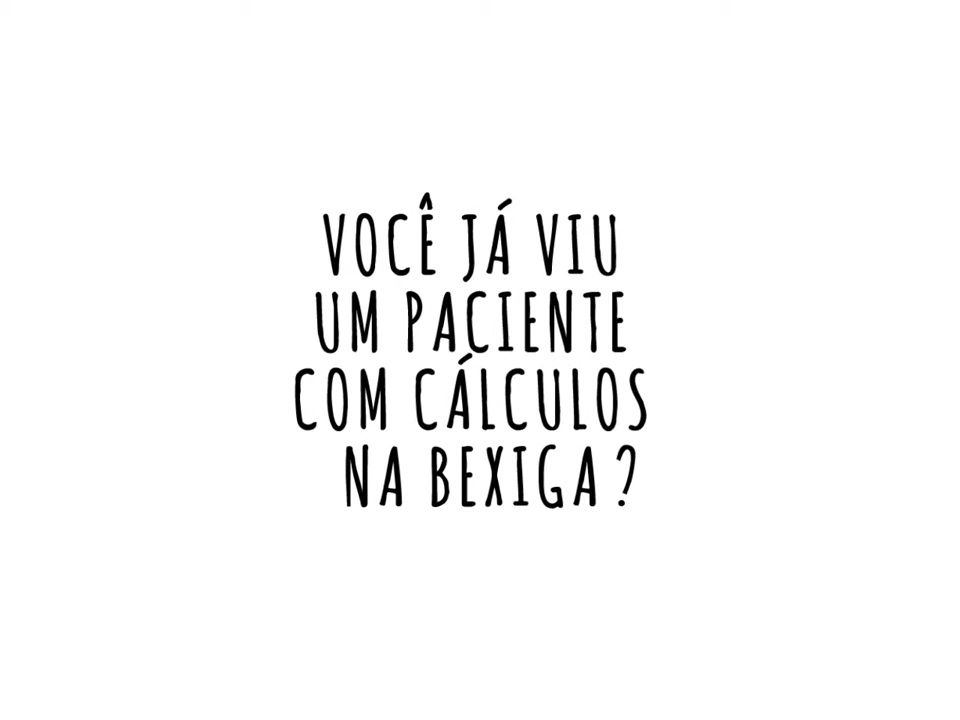 VOCÊ JÁ VIU
UM PACIENTE
COM CÁLCULOS
NA BEXIGA ?